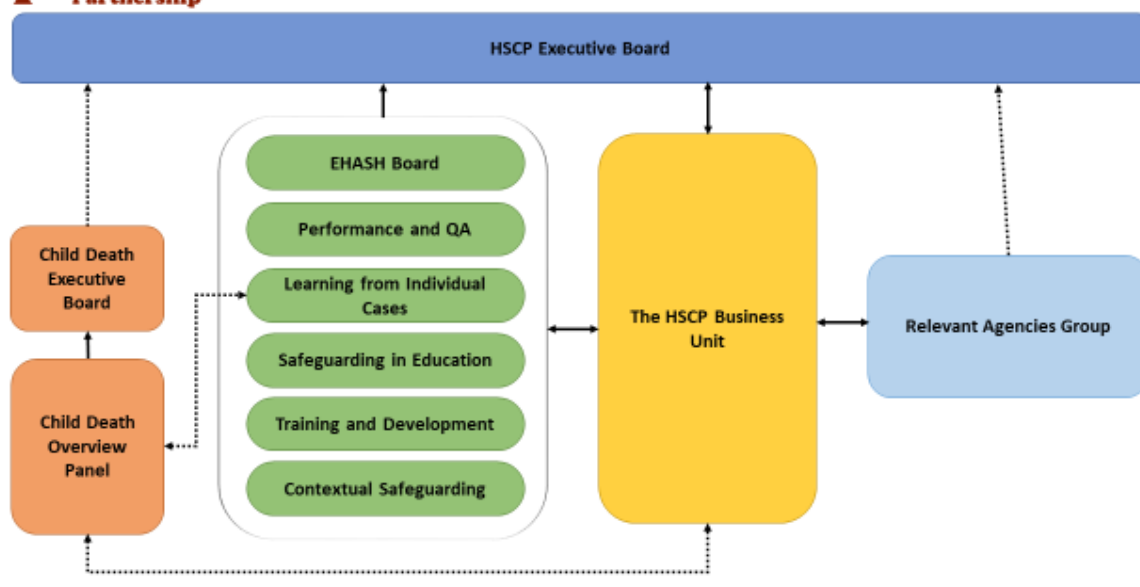 Partnership
HSCP Executive Board
EHASH Board
Performance and QA
Learning from Individual
Cases
Safeguarding in Education
Training and Development
Contextual Safeguarding
Child Death
Executive
Board
Child Death
Overview
Panel
The HSCP Business
Unit
Relevant Agencies Group